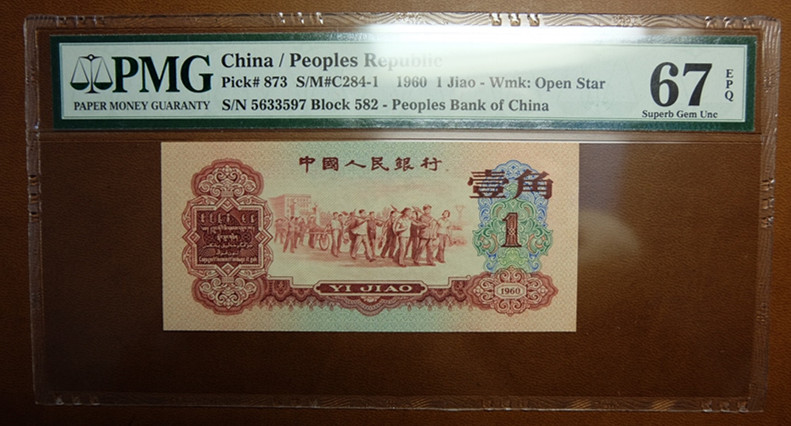 PMG
PAPER MONEY GUARANTY
China / Peoples Republic
Pick# 873 S/M#C284-1 1960 1 Jiao - Wmk: Open Star
S/N 5633597 Block 582 - Peoples Bank of China
67
EPQ
Superb Gem Unc
中國人民銀行
壹角
1
YI JIAO
1960